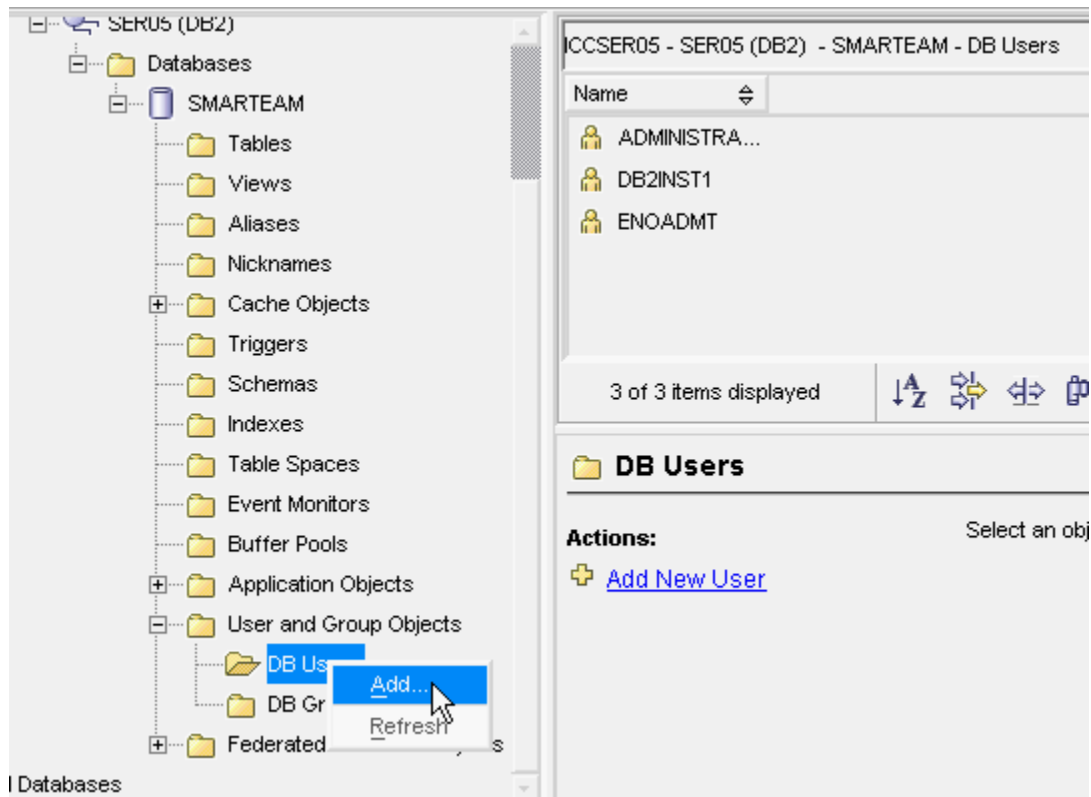 SER05 (DB2)
Databases
SMARTEAM
Tables
Views
Aliases
Nicknames
Cache Objects
Triggers
Schemas
Indexes
Table Spaces
Event Monitors
Buffer Pools
Application Objects
User and Group Objects
DB Us
DB Gr
Federated s
Databases
Add...
Refresh
ICCSER05 - SER05 (DB2) - SMARTEAM - DB Users
Name
ADMINISTRA...
DB2INST1
ENOADMT
3 of 3 items displayed
DB Users
Actions:
Select an obj
Add New User